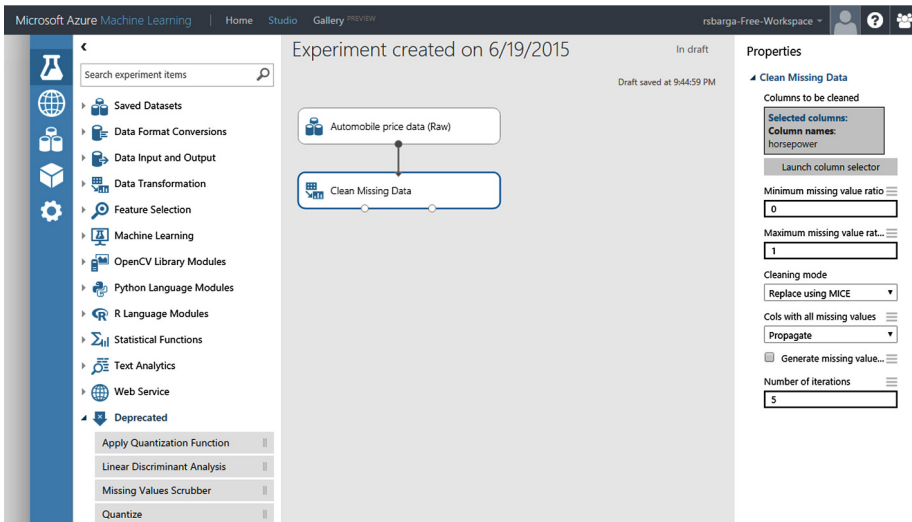 Microsoft Azure Machine Learning | Home Studio Gallery PREVIEW rsbarga-Free-Workspace ?
Search experiment items
Saved Datasets
Data Format Conversions
Data Input and Output
Data Transformation
Feature Selection
Machine Learning
OpenCV Library Modules
Python Language Modules
R Language Modules
Statistical Functions
Text Analytics
Web Service
Deprecated
Apply Quantization Function
Linear Discriminant Analysis
Missing Values Scrubber
Quantize
Experiment created on 6/19/2015
In draft
Draft saved at 9:44:59 PM
Automobile price data (Raw)
Clean Missing Data
Properties
Clean Missing Data
Columns to be cleaned
Selected columns:
Column names:
horsepower
Launch column selector
Minimum missing value ratio
0
Maximum missing value rat...
1
Cleaning mode
Replace using MICE
Cols with all missing values
Propagate
Generate missing value...
Number of iterations
5